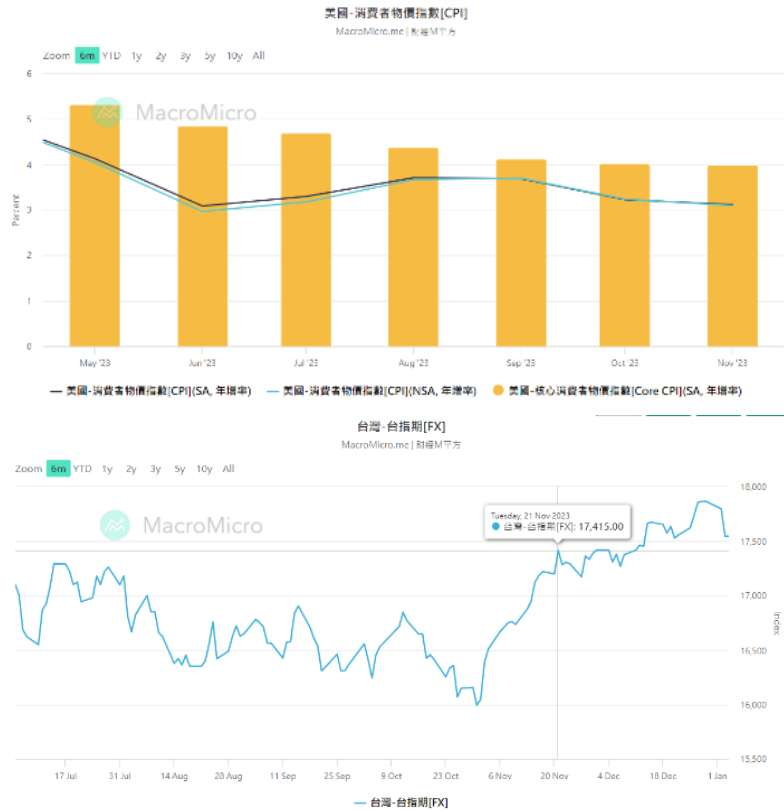 美國-消費者物價指數[CPI]
MacroMicro.me | 財經M平方
Zoom 6m YTD 1y 2y 3y 5y 10y All
6
MacroMicro
5
4
3
2
1
0
Percent
May '23 Jun '23 Jul '23 Aug '23 Sep '23 Oct '23 Nov '23
美國-消費者物價指數[CPI](SA, 年增率) 美國-消費者物價指數[CPI](NSA, 年增率) 美國-核心消費者物價指數[Core CPI](SA, 年增率)
台灣-台指期[FX]
MacroMicro.me | 財經M平方
Zoom 6m YTD 1y 2y 3y 5y 10y All
18,000
MacroMicro
Tuesday, 21 Nov 2023
台灣-台指期[FX]: 17,415.00
17,500
17,000
16,500
16,000
15,500
Index
17 Jul 31 Jul 14 Aug 28 Aug 11 Sep 25 Sep 9 Oct 23 Oct 6 Nov 20 Nov 4 Dec 18 Dec 1 Jan
台灣-台指期[FX]